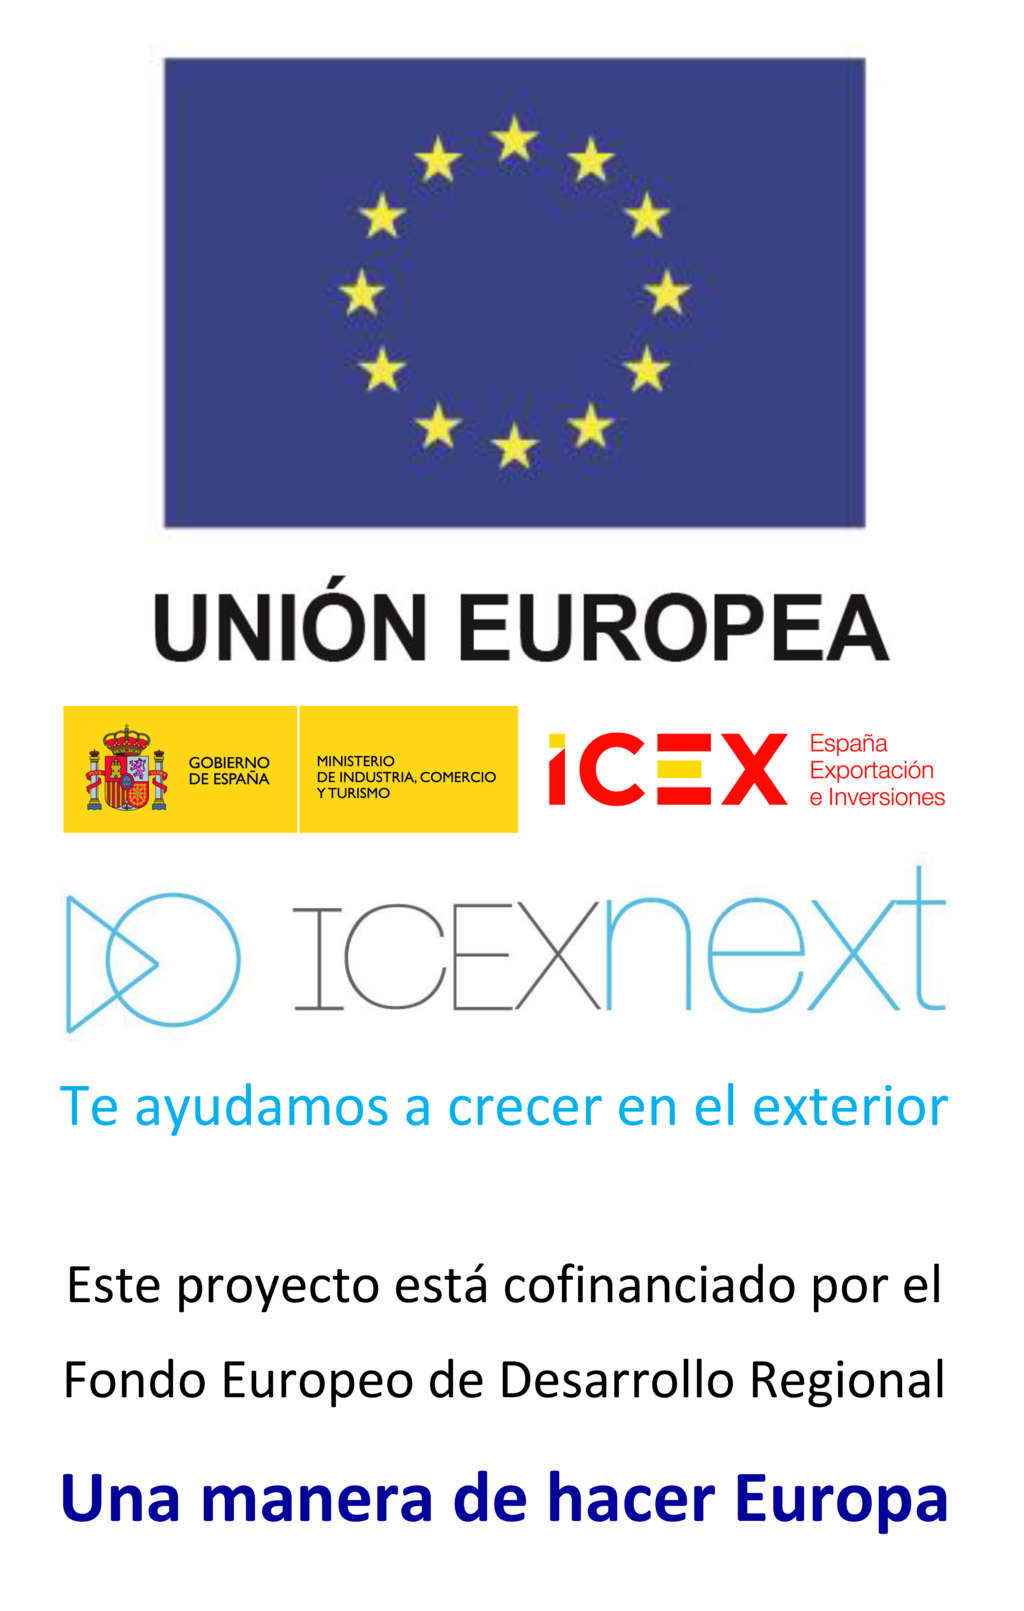 UNIÓN EUROPEA
GOBIERNO
DE ESPAÑA
MINISTERIO
DE INDUSTRIA, COMERCIO
Y TURISMO
icex
España
Exportación
e Inversiones
ICEXnext
Te ayudamos a crecer en el exterior
Este proyecto está cofinanciado por el
Fondo Europeo de Desarrollo Regional
Una manera de hacer Europa